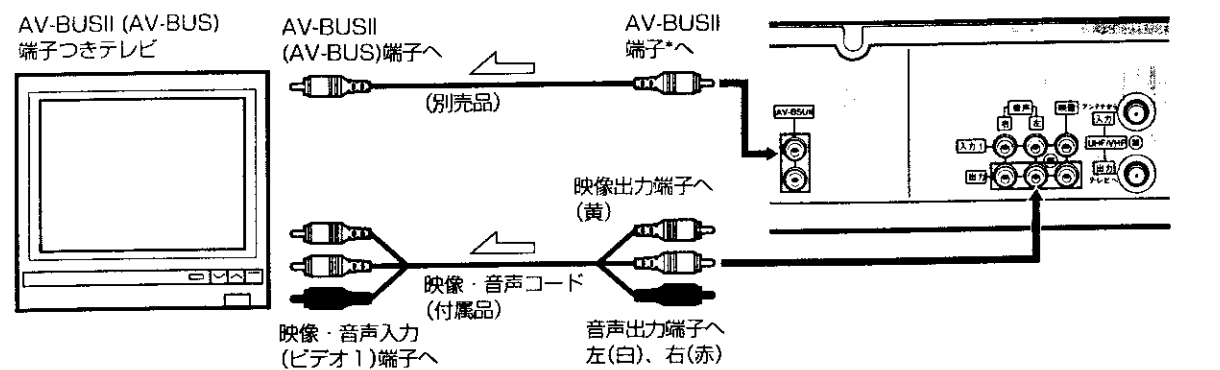 AV-BUSII (AV-BUS)
端子つきテレビ
AV-BUSII
(AV-BUS)端子へ
(別売品)
AV-BUSII
端子*へ
映像・音声入力
(ビデオ1)端子へ
映像・音声コード
(付属品)
映像出力端子へ
(黄)
音声出力端子へ
左(白)、右(赤)
音声
右
左
映像
入力1
出力
アンテナから
入力
UHF/VHF
出力
テレビへ